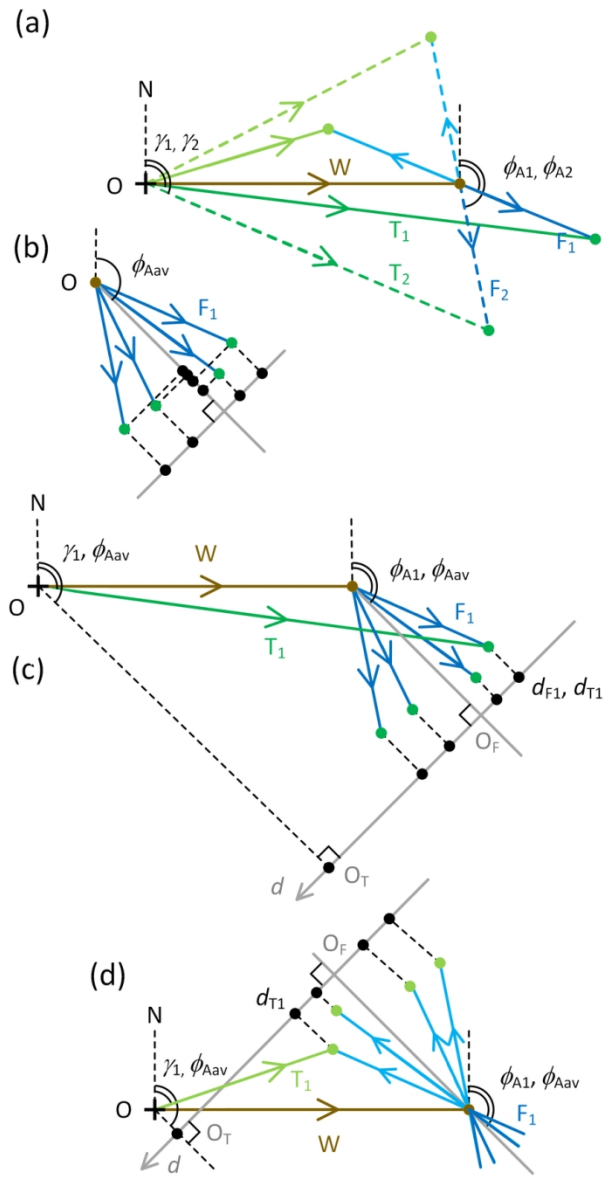 (a)
N
γ1, γ2
ϕA1, ϕA2
O
W
T1
F1
T2
F2
(b)
ϕAav
O
F1
N
γ1, ϕAav
W
ϕA1, ϕAav
O
T1
F1
(c)
dF1, dT1
OF
OT
d
(d)
OF
N
dT1
γ1, ϕAav
T1
ϕA1, ϕAav
O
F1
OT
W
d